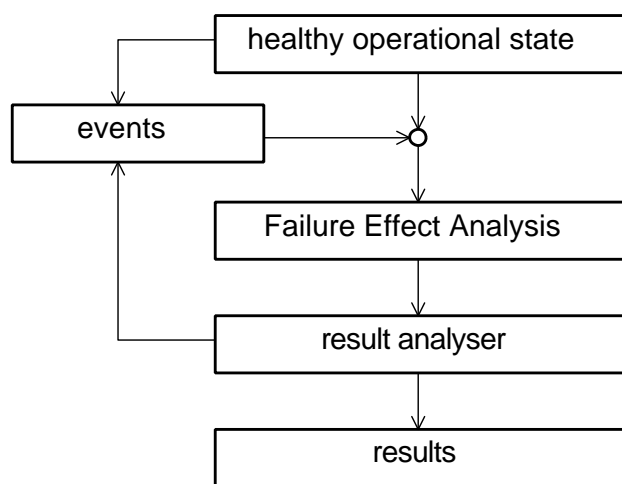 healthy operational state
events
Failure Effect Analysis
result analyser
results